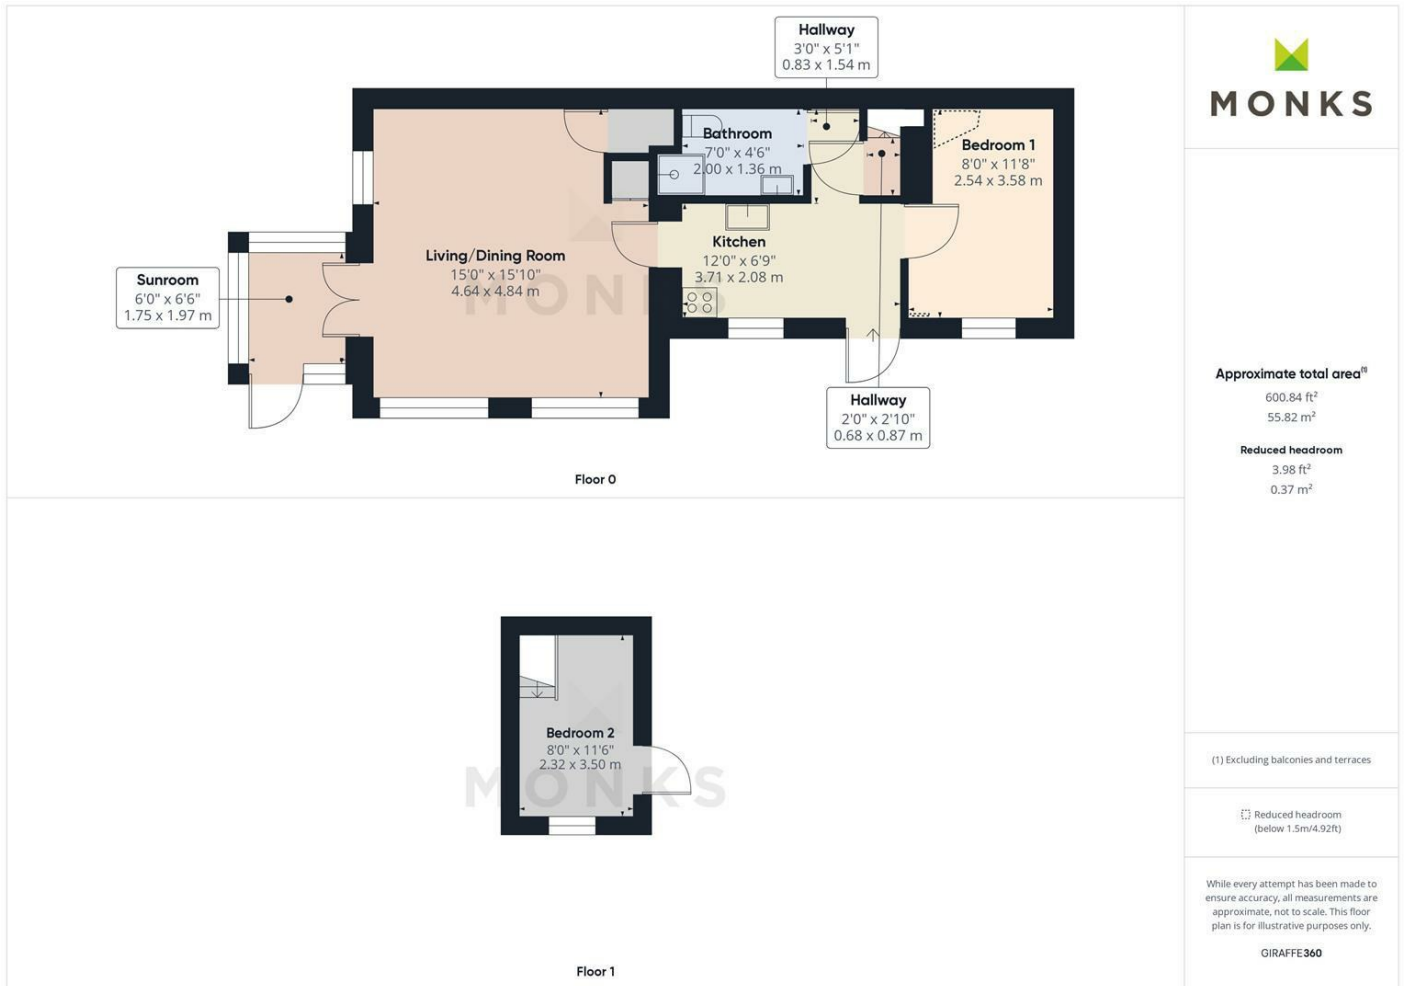 Hallway
3'0" x 5'1"
0.83 x 1.54 m
Bathroom
7'0" x 4'6"
2.00 x 1.36 m
Bedroom 1
8'0" x 11'8"
2.54 x 3.58 m
Kitchen
12'0" x 6'9"
3.71 x 2.08 m
Living/Dining Room
15'0" x 15'10"
4.64 x 4.84 m
MONKS
Sunroom
6'0" x 6'6"
1.75 x 1.97 m
Hallway
2'0" x 2'10"
0.68 x 0.87 m
Floor 0
Bedroom 2
8'0" x 11'6"
2.32 x 3.50 m
MONKS
Floor 1
MONKS
Approximate total area(1)
600.84 ft²
55.82 m²
Reduced headroom
3.98 ft²
0.37 m²
(1) Excluding balconies and terraces
Reduced headroom
(below 1.5m/4.92ft)
While every attempt has been made to
ensure accuracy, all measurements are
approximate, not to scale. This floor
plan is for illustrative purposes only.
GIRAFFE360